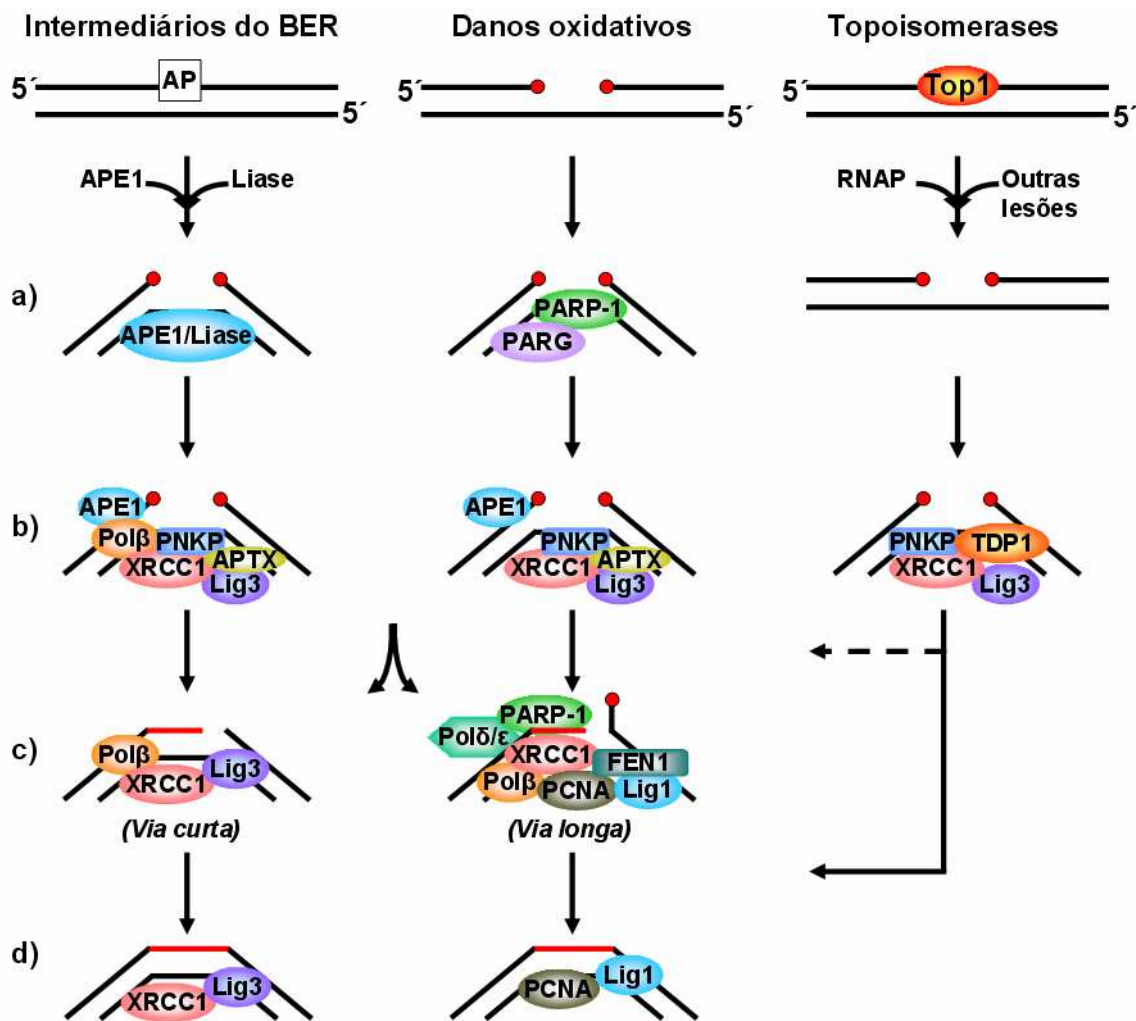 Intermediários do BER
Danos oxidativos
Topoisomerases
5´
AP
5´
5´
5´
5´
Top1
5´
APE1
Liase
RNAP
Outras
lesões
a)
APE1/Liase
PARP-1
PARG
b)
APE1
Polβ
PNKP
APTX
XRCC1
Lig3
APE1
PNKP
APTX
XRCC1
Lig3
PNKP
TDP1
XRCC1
Lig3
c)
Polβ
Lig3
XRCC1
(Via curta)
PARP-1
Polδ/ε
XRCC1
FEN1
Polβ
PCNA
Lig1
(Via longa)
d)
Lig3
XRCC1
Lig1
PCNA